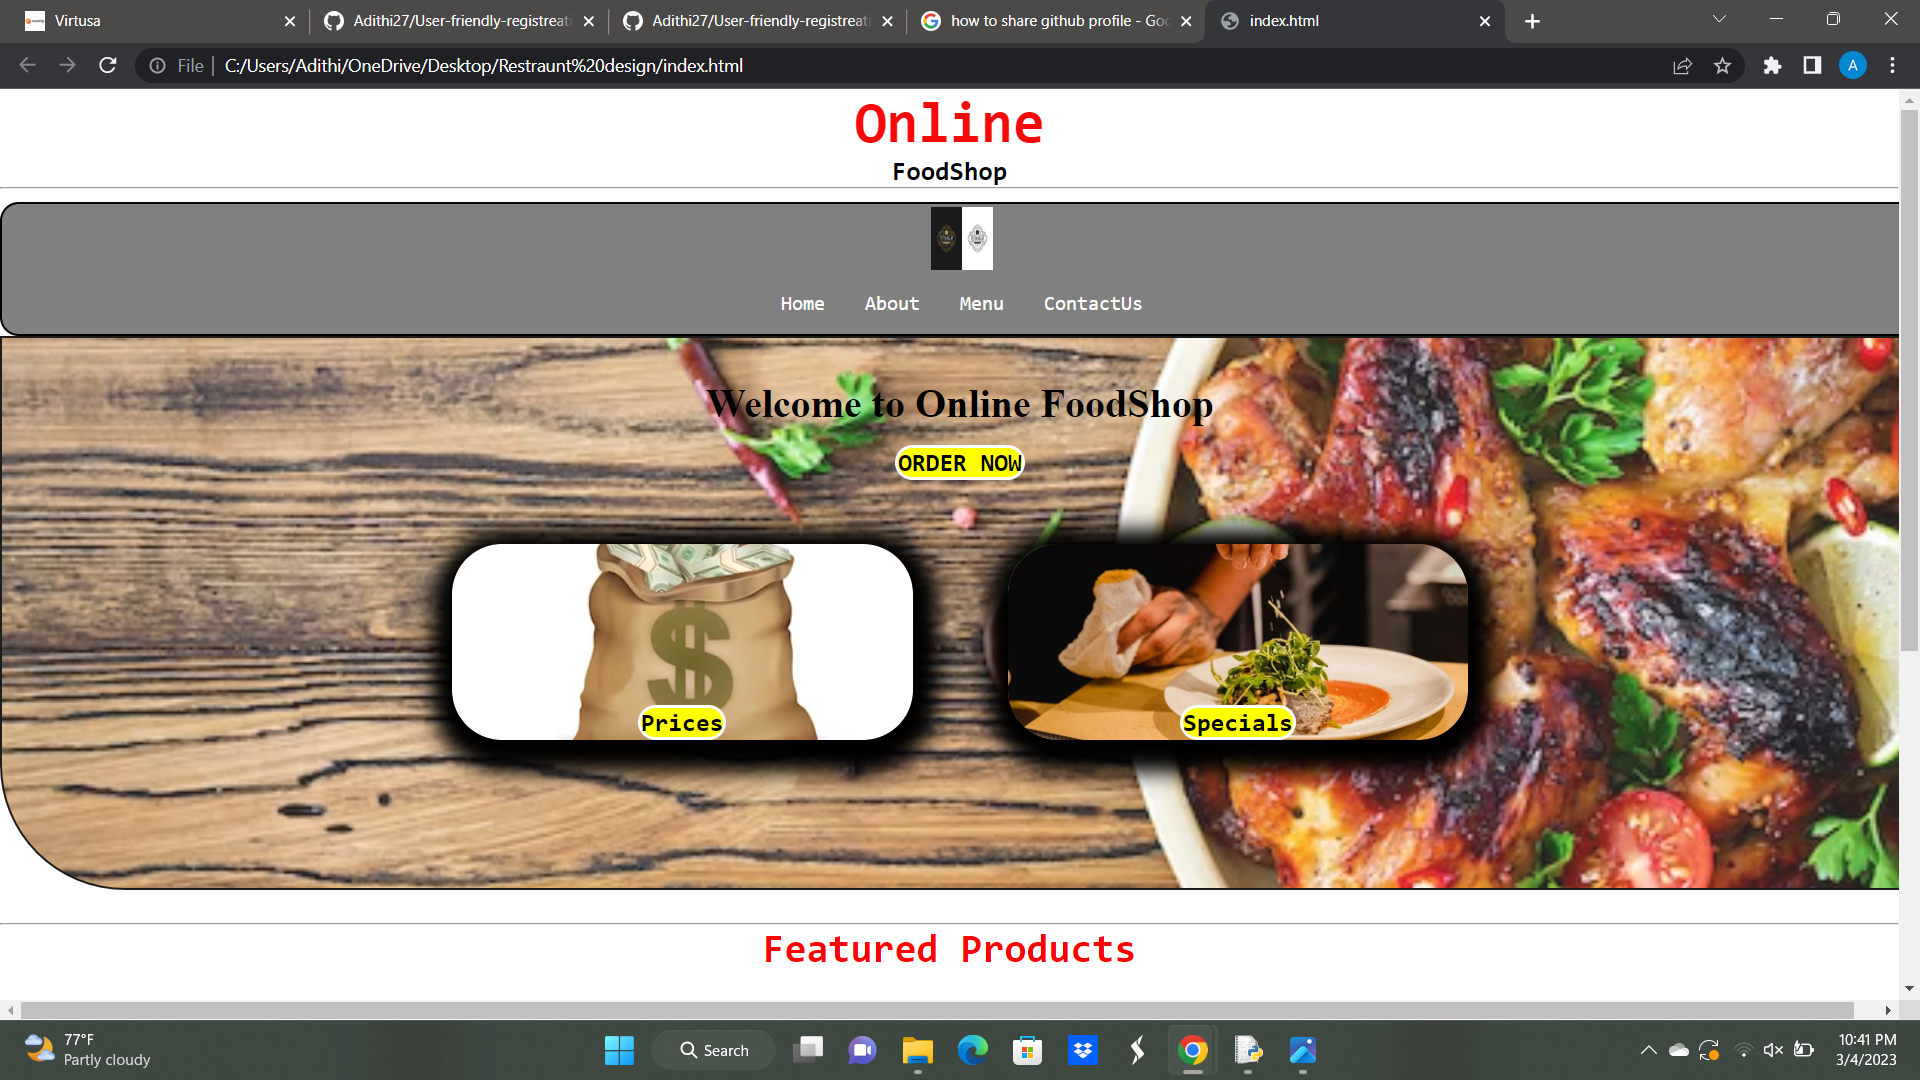 Virtusa
Adithi27/User-friendly-registreati
Adithi27/User-friendly-registreati
how to share github profile - Goo
index.html
File
C:/Users/Adithi/OneDrive/Desktop/Restraunt%20design/index.html
A
Online
FoodShop
Home About Menu ContactUs
Welcome to Online FoodShop
ORDER NOW
$
Prices
Specials
Featured Products
77°F
Partly cloudy
Search
10:41 PM
3/4/2023